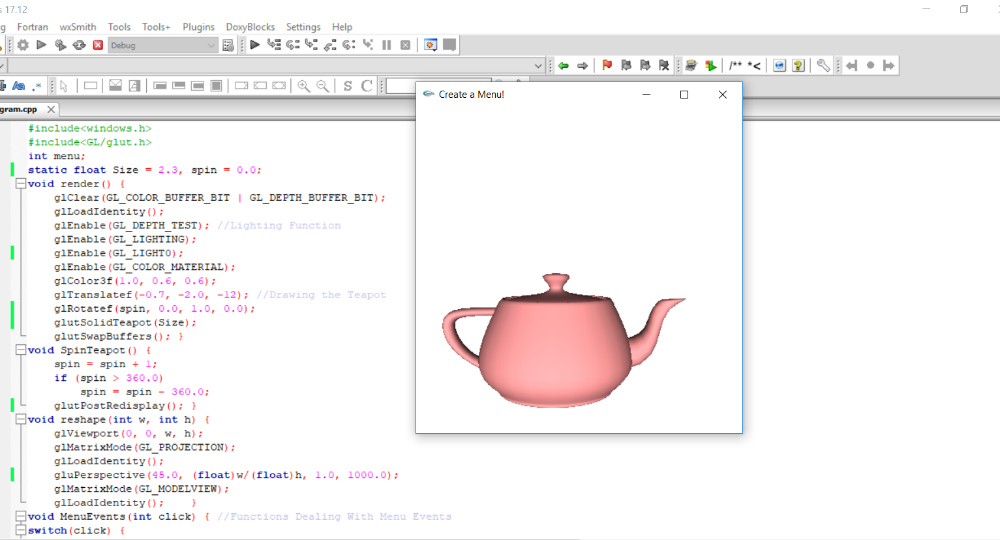 s 17.12
g Fortran wxSmith Tools Tools+ Plugins DoxyBlocks Settings Help
Debug
/** *<
Aa .* S C
Create a Menu!
gram.cpp
#include<windows.h>
#include<GL/glut.h>
int menu;
static float Size = 2.3, spin = 0.0;
void render() {
glClear(GL_COLOR_BUFFER_BIT | GL_DEPTH_BUFFER_BIT);
glLoadIdentity();
glEnable(GL_DEPTH_TEST); //Lighting Function
glEnable(GL_LIGHTING);
glEnable(GL_LIGHT0);
glEnable(GL_COLOR_MATERIAL);
glColor3f(1.0, 0.6, 0.6);
glTranslatef(-0.7, -2.0, -12); //Drawing the Teapot
glRotatef(spin, 0.0, 1.0, 0.0);
glutSolidTeapot(Size);
glutSwapBuffers(); }
void SpinTeapot() {
spin = spin + 1;
if (spin > 360.0)
spin = spin - 360.0;
glutPostRedisplay(); }
void reshape(int w, int h) {
glViewport(0, 0, w, h);
glMatrixMode(GL_PROJECTION);
glLoadIdentity();
gluPerspective(45.0, (float)w/(float)h, 1.0, 1000.0);
glMatrixMode(GL_MODELVIEW);
glLoadIdentity(); }
void MenuEvents(int click) { //Functions Dealing With Menu Events
switch(click) {